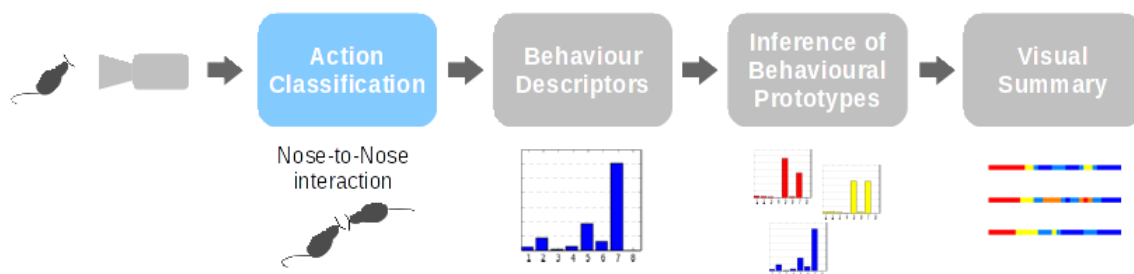 Action
Classification
Behaviour
Descriptors
Inference of
Behavioural
Prototypes
Visual
Summary
Nose-to-Nose
interaction
1 2 3 4 5 6 7 8